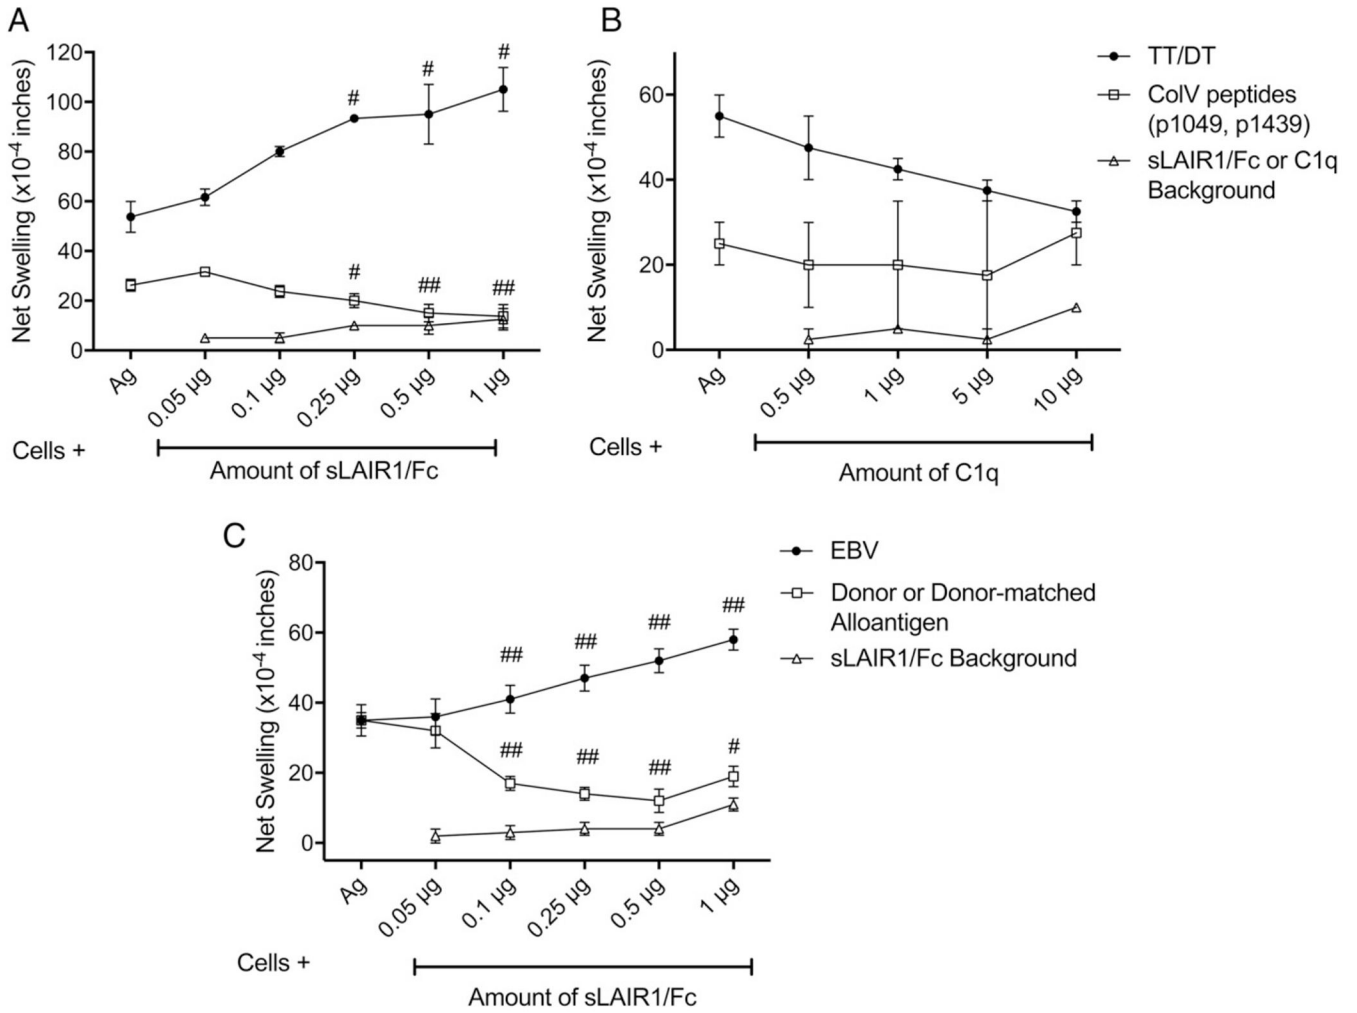 A
Net Swelling (x10-4 inches)
120
100
80
60
40
20
0
#
#
#
#
##
##
Ag
0.05 µg
0.1 µg
0.25 µg
0.5 µg
1 µg
Cells +
Amount of sLAIR1/Fc
B
Net Swelling (x10-4 inches)
60
40
20
0
Ag
0.5 µg
1 µg
5 µg
10 µg
Cells +
Amount of C1q
TT/DT
ColV peptides
(p1049, p1439)
sLAIR1/Fc or C1q
Background
C
Net Swelling (x10-4 inches)
80
60
40
20
0
##
##
##
##
##
##
##
#
Ag
0.05 µg
0.1 µg
0.25 µg
0.5 µg
1 µg
Cells +
Amount of sLAIR1/Fc
EBV
Donor or Donor-matched
Alloantigen
sLAIR1/Fc Background